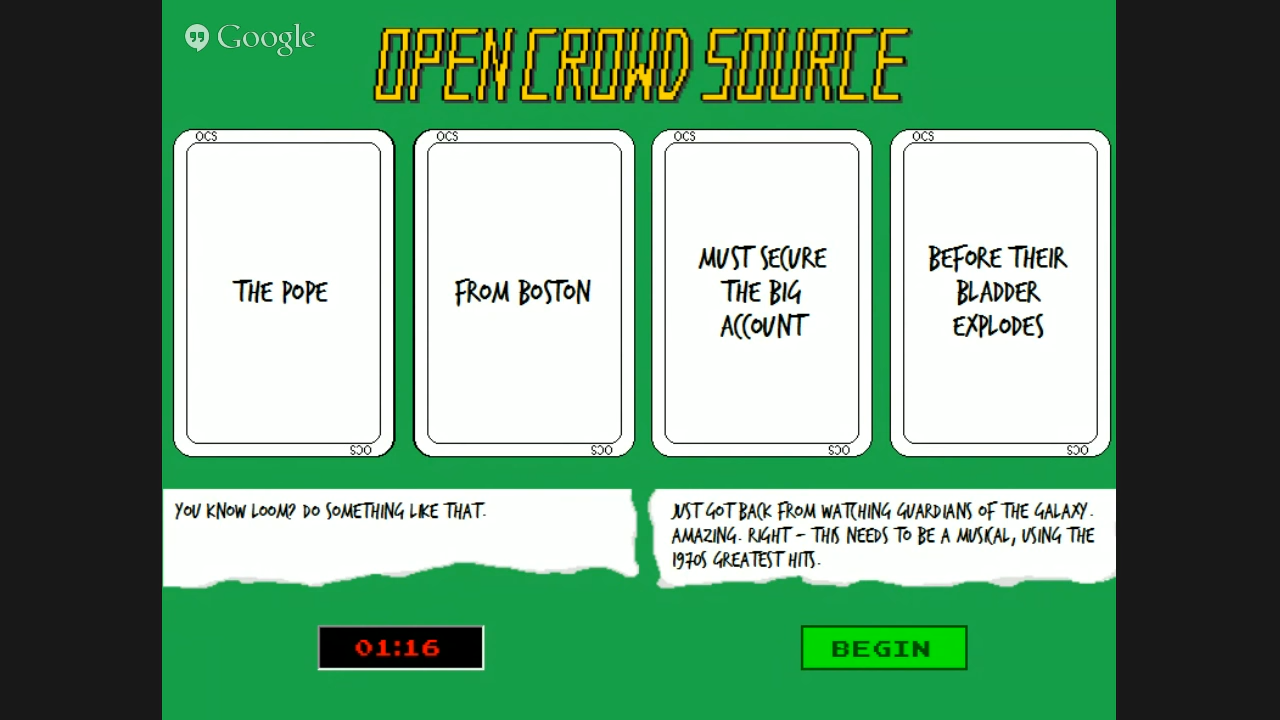 Google
OPEN CROWD SOURCE
OCS
THE POPE
OCS
OCS
FROM BOSTON
OCS
OCS
MUST SECURE
THE BIG
ACCOUNT
OCS
OCS
BEFORE THEIR
BLADDER
EXPLODES
OCS
YOU KNOW LOOM? DO SOMETHING LIKE THAT.
JUST GOT BACK FROM WATCHING GUARDIANS OF THE GALAXY.
AMAZING. RIGHT - THIS NEEDS TO BE A MUSICAL, USING THE
1970S GREATEST HITS.
01:16
BEGIN